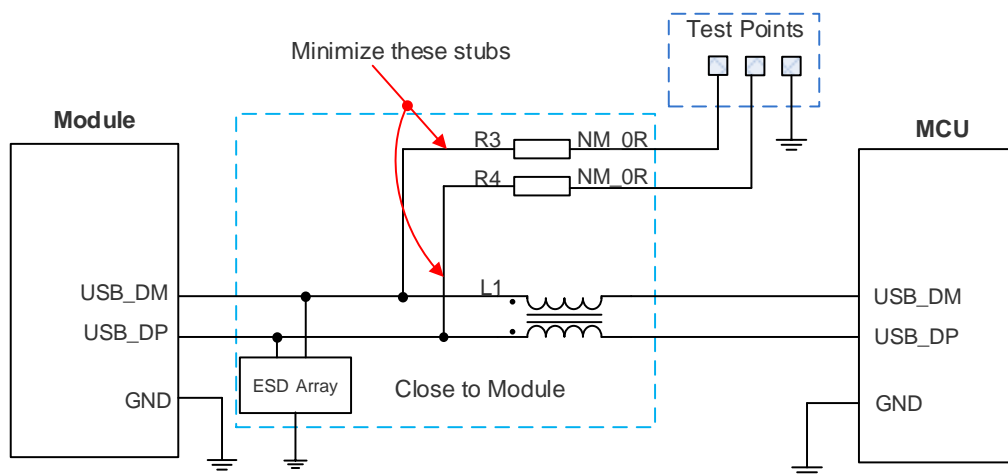 Test Points
Minimize these stubs
Module
MCU
R3
NM_0R
R4
NM_0R
USB_DM
L1
USB_DM
USB_DP
USB_DP
ESD Array
Close to Module
GND
GND